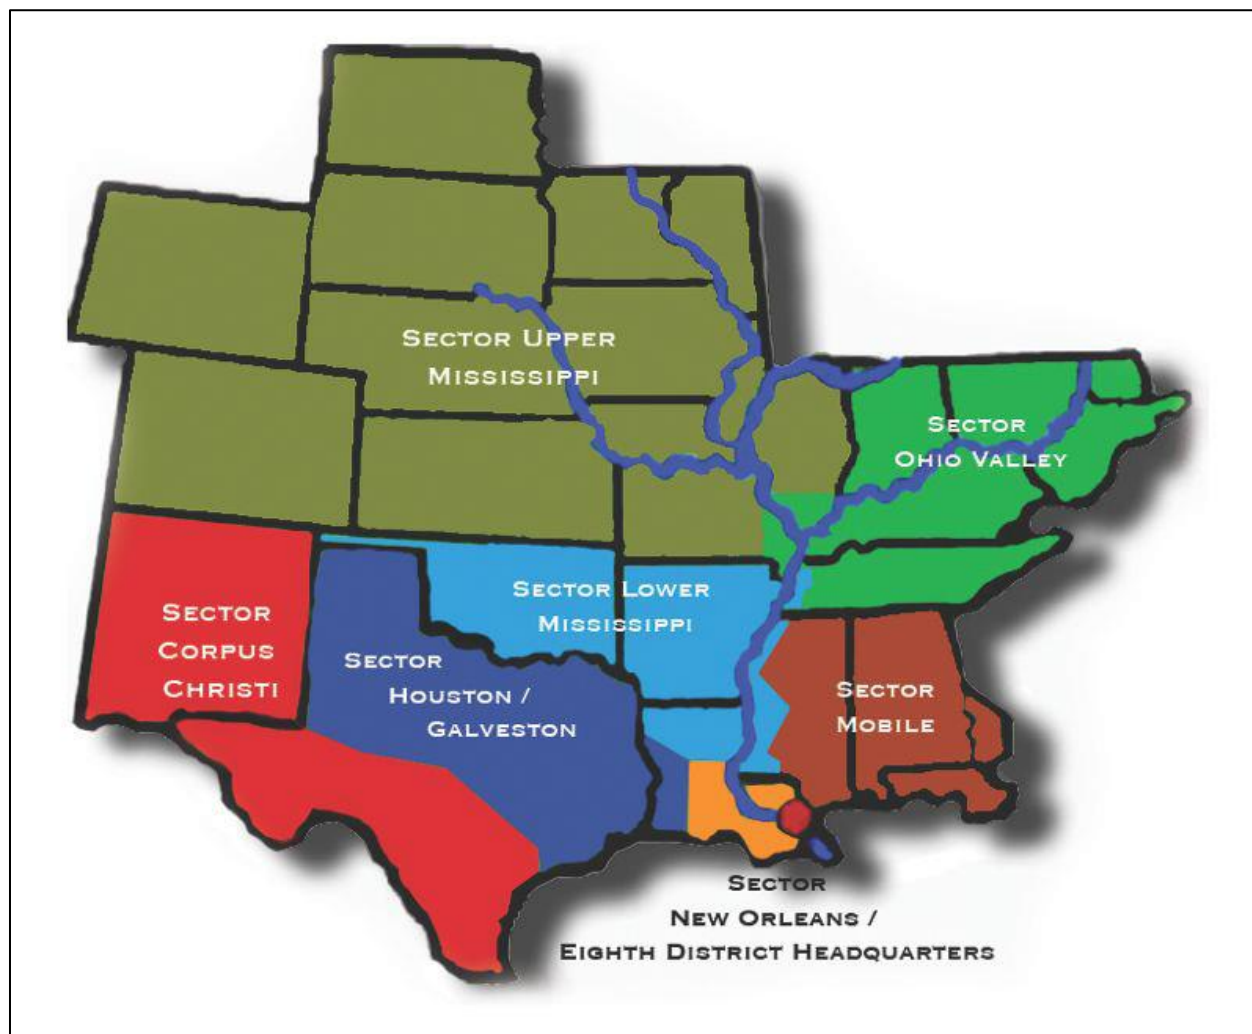 SECTOR UPPER
MISSISSIPPI
SECTOR
OHIO VALLEY
SECTOR LOWER
MISSISSIPPI
SECTOR
CORPUS
CHRISTI
SECTOR
HOUSTON /
GALVESTON
SECTOR
MOBILE
SECTOR
NEW ORLEANS /
EIGHTH DISTRICT HEADQUARTERS